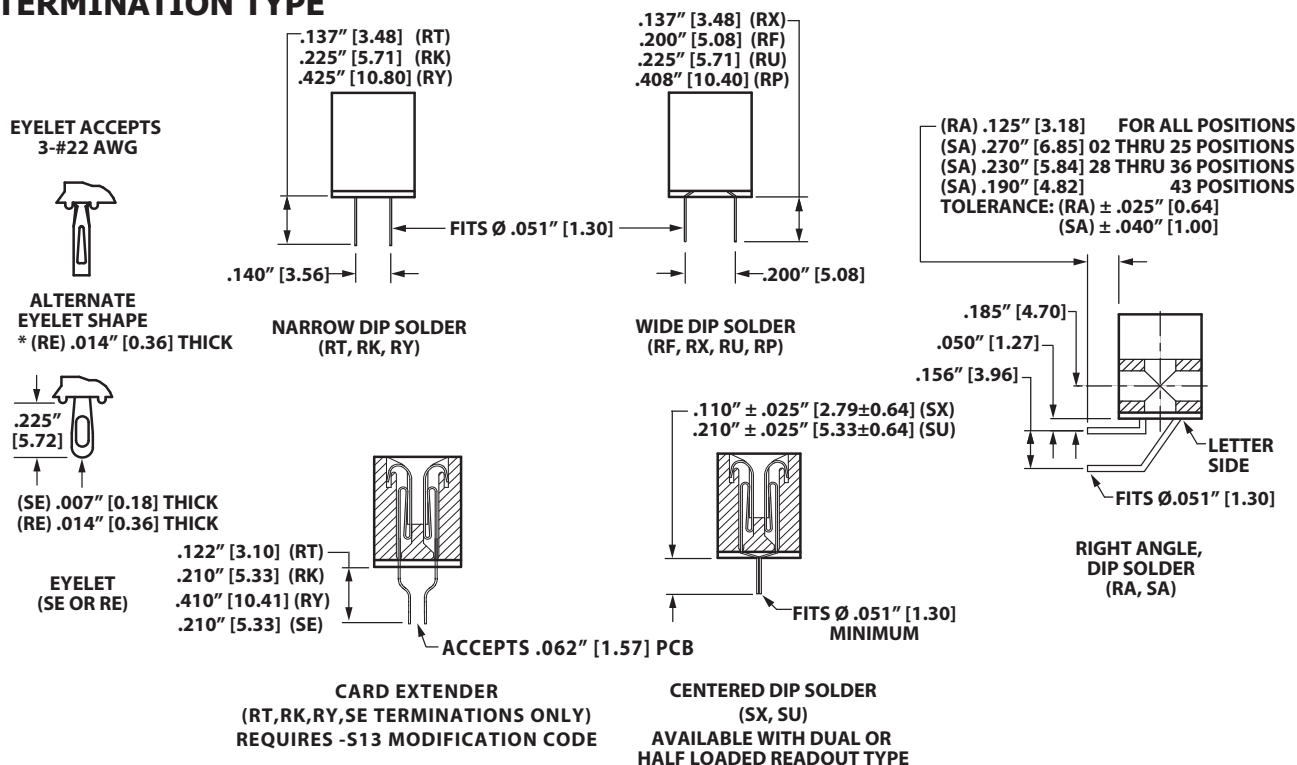 TERMINATION TYPE
.137” [3.48] (RT)
.225” [5.71] (RK)
.425” [10.80] (RY)
FITS Ø .051” [1.30]
.140” [3.56]
NARROW DIP SOLDER
(RT, RK, RY)
.137” [3.48] (RX)
.200” [5.08] (RF)
.225” [5.71] (RU)
.408” [10.40] (RP)
.200” [5.08]
WIDE DIP SOLDER
(RF, RX, RU, RP)
EYELET ACCEPTS
3-#22 AWG
ALTERNATE
EYELET SHAPE
* (RE) .014” [0.36] THICK
.225”
[5.72]
(SE) .007” [0.18] THICK
(RE) .014” [0.36] THICK
EYELET
(SE OR RE)
.122” [3.10] (RT)
.210” [5.33] (RK)
.410” [10.41] (RY)
.210” [5.33] (SE)
ACCEPTS .062” [1.57] PCB
CARD EXTENDER
(RT,RK,RY,SE TERMINATIONS ONLY)
REQUIRES -S13 MODIFICATION CODE
.110” ± .025” [2.79±0.64] (SX)
.210” ± .025” [5.33±0.64] (SU)
FITS Ø .051” [1.30]
MINIMUM
CENTERED DIP SOLDER
(SX, SU)
AVAILABLE WITH DUAL OR
HALF LOADED READOUT TYPE
(RA) .125” [3.18] FOR ALL POSITIONS
(SA) .270” [6.85] 02 THRU 25 POSITIONS
(SA) .230” [5.84] 28 THRU 36 POSITIONS
(SA) .190” [4.82] 43 POSITIONS
TOLERANCE: (RA) ± .025” [0.64]
(SA) ± .040” [1.00]
.185” [4.70]
.050” [1.27]
.156” [3.96]
LETTER
SIDE
FITS Ø.051” [1.30]
RIGHT ANGLE,
DIP SOLDER
(RA, SA)